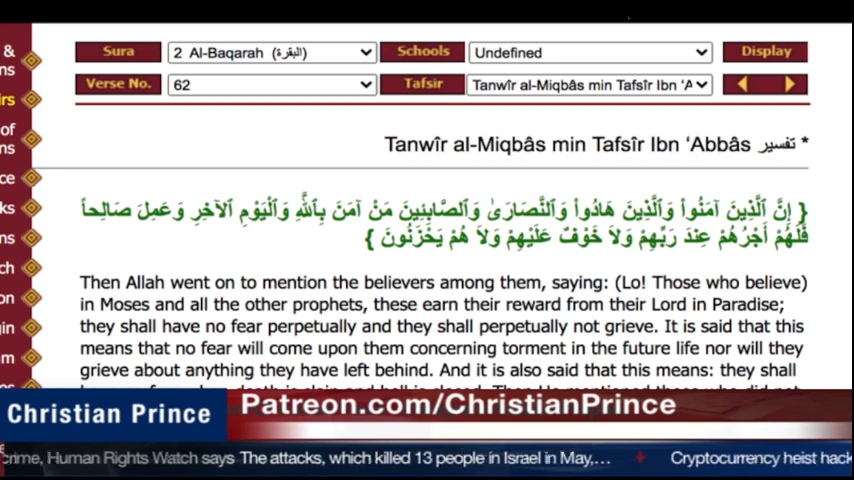 Sura
2 Al-Baqarah (البقرة)
Schools
Undefined
Display
Verse No.
62
Tafsir
Tanwîr al-Miqbâs min Tafsîr Ibn 'A
* تفسير Tanwîr al-Miqbâs min Tafsîr Ibn ‘Abbâs
{ إِنَّ ٱلَّذِينَ آمَنُواْ وَٱلَّذِينَ هَادُواْ وَٱلنَّصَارَىٰ وَٱلصَّابِئِينَ مَنْ آمَنَ بِٱللَّهِ وَٱلْيَوْمِ ٱلآخِرِ وَعَمِلَ صَالِحاً
فَلَهُمْ أَجْرُهُمْ عِندَ رَبِّهِمْ وَلاَ خَوْفٌ عَلَيْهِمْ وَلاَ هُمْ يَحْزَنُونَ }
Then Allah went on to mention the believers among them, saying: (Lo! Those who believe)
in Moses and all the other prophets, these earn their reward from their Lord in Paradise;
they shall have no fear perpetually and they shall perpetually not grieve. It is said that this
means that no fear will come upon them concerning torment in the future life nor will they
grieve about anything they have left behind. And it is also said that this means: they shall
Christian Prince
Patreon.com/ChristianPrince
crime, Human Rights Watch says The attacks, which killed 13 people in Israel in May,... Cryptocurrency heist hack